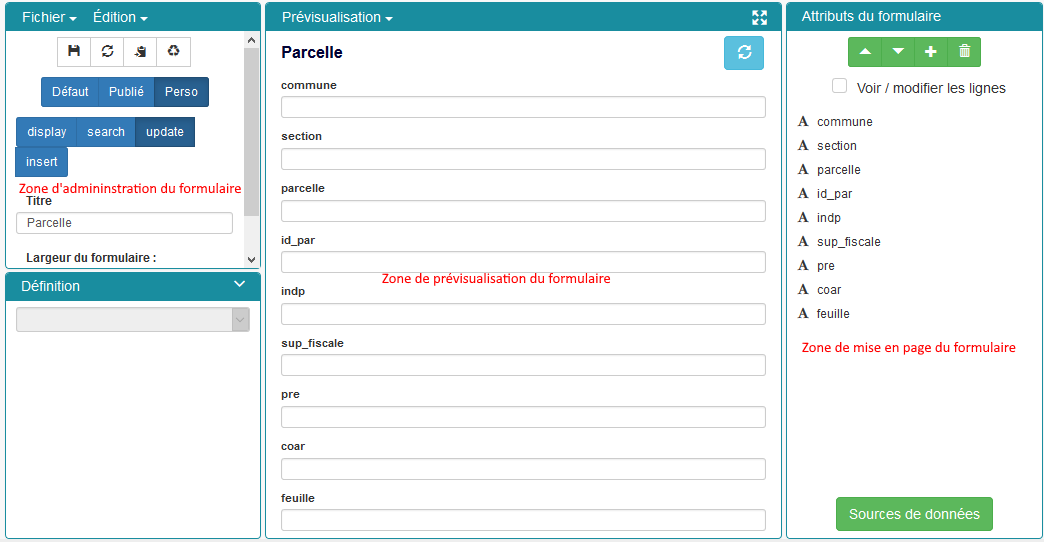 Fichier Édition
Défaut Publié Perso
display search update
insert
Zone d'admininstration du formulaire
Titre
Parcelle
Largeur du formulaire :
Définition
Prévisualisation
Parcelle
commune
section
parcelle
id_par
Zone de prévisualisation du formulaire
indp
sup_fiscale
pre
coar
feuille
Attributs du formulaire
Voir / modifier les lignes
A commune
A section
A parcelle
A id_par
A indp
A sup_fiscale
A pre
A coar
A feuille
Zone de mise en page du formulaire
Sources de données